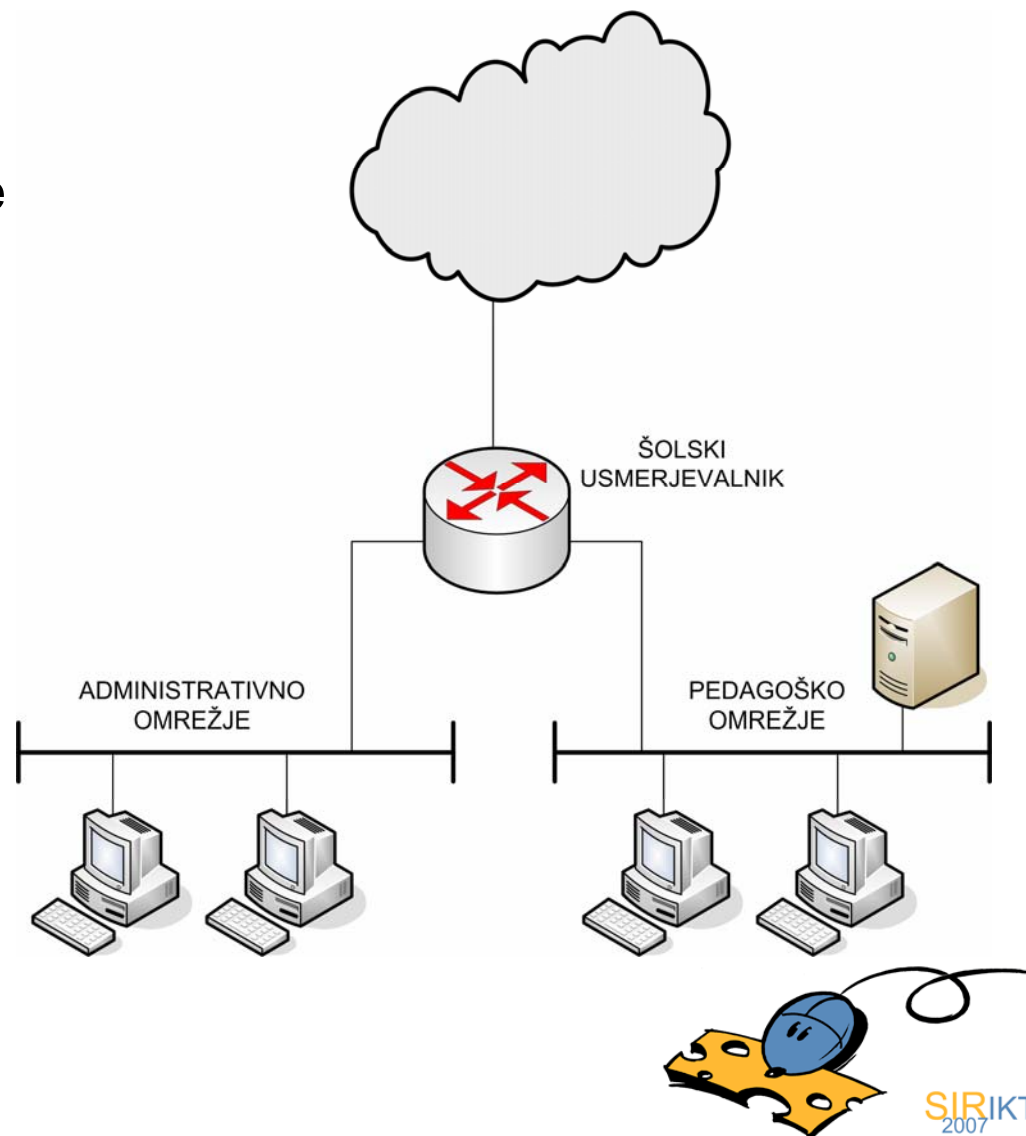 e
ŠOLSKI
USMERJEVALNIK
ADMINISTRATIVNO
OMREŽJE
PEDAGOŠKO
OMREŽJE
SIRIKT
2007